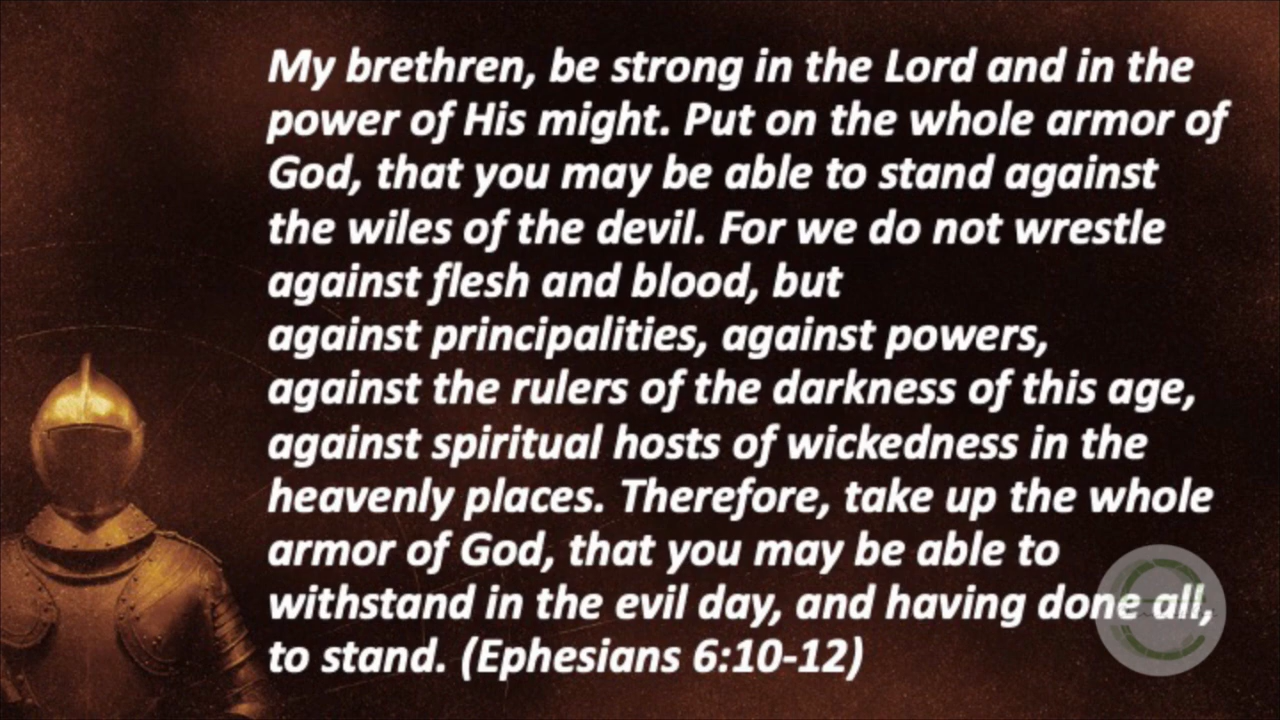 My brethren, be strong in the Lord and in the
power of His might. Put on the whole armor of
God, that you may be able to stand against
the wiles of the devil. For we do not wrestle
against flesh and blood, but
against principalities, against powers,
against the rulers of the darkness of this age,
against spiritual hosts of wickedness in the
heavenly places. Therefore, take up the whole
armor of God, that you may be able to
withstand in the evil day, and having done all,
to stand. (Ephesians 6:10-12)